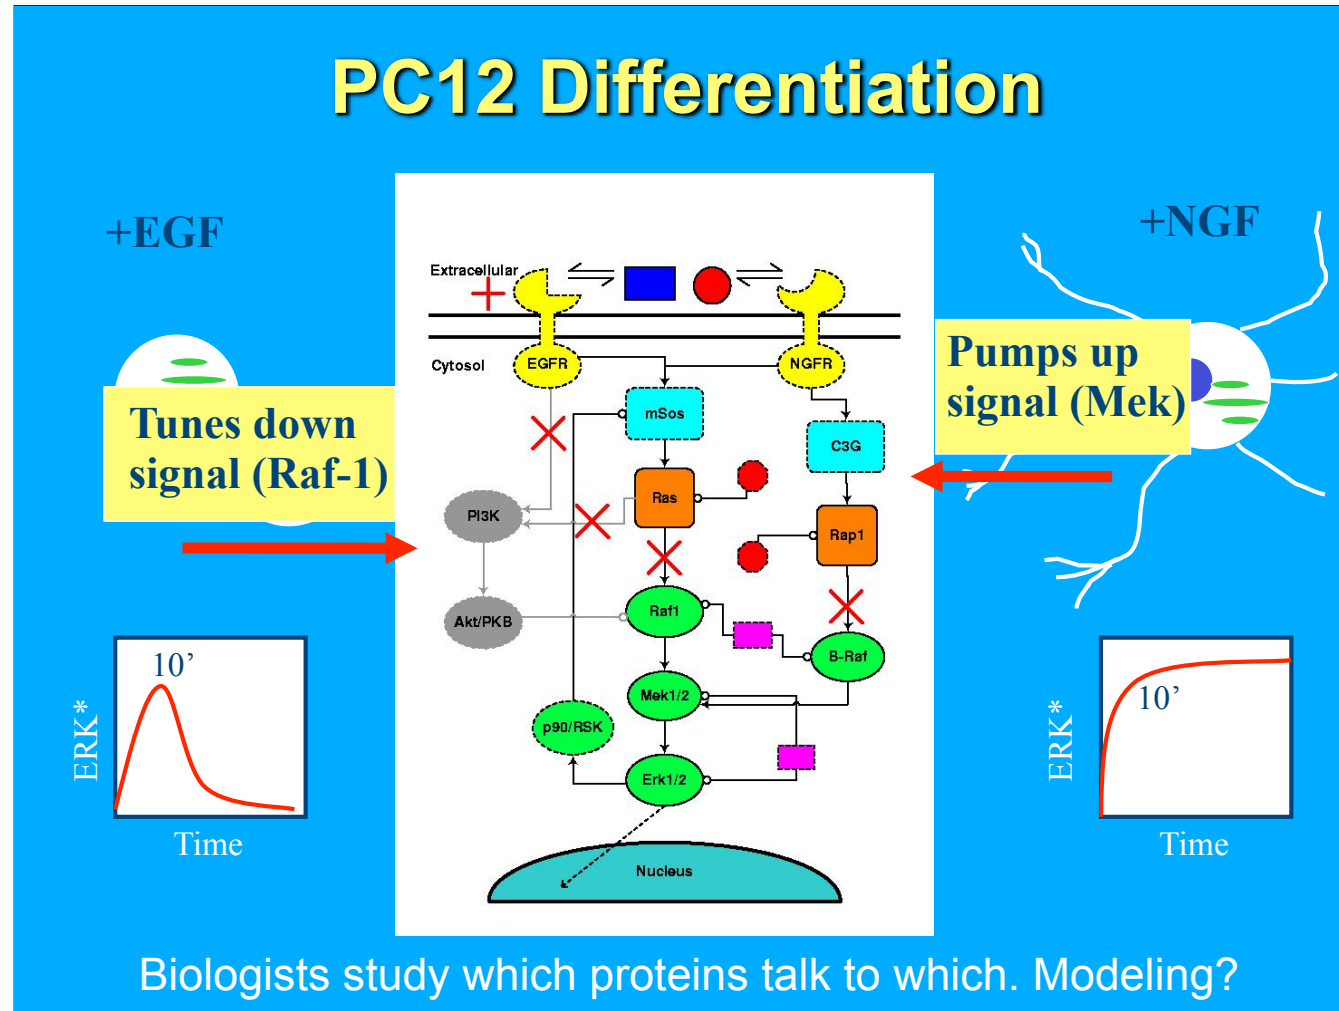 PC12 Differentiation
+EGF
+NGF
Extracellular
Cytosol
EGFR
NGFR
Tunes down
signal (Raf-1)
Pumps up
signal (Mek)
mSos
C3G
Ras
PI3K
Rap1
Raf1
Akt/PKB
B-Raf
Mek1/2
p90/RSK
Erk1/2
Nucleus
10’
ERK*
Time
10’
ERK*
Time
Biologists study which proteins talk to which. Modeling?